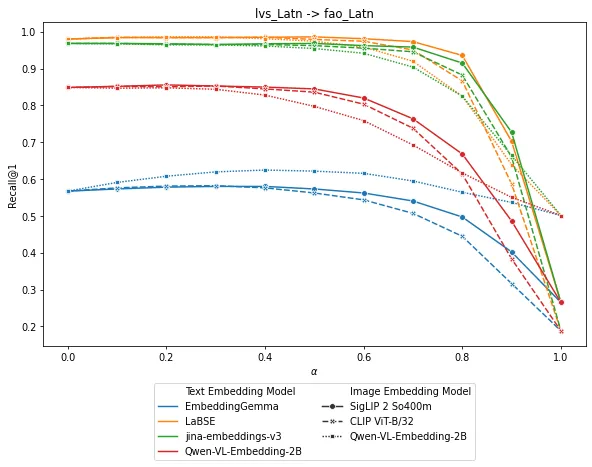 lvs_Latn -> fao_Latn
Recall@1
1.0
0.9
0.8
0.7
0.6
0.5
0.4
0.3
0.2
0.0 0.2 0.4 0.6 0.8 1.0
α
Text Embedding Model
EmbeddingGemma
LaBSE
jina-embeddings-v3
Qwen-VL-Embedding-2B
Image Embedding Model
SigLIP 2 So400m
CLIP ViT-B/32
Qwen-VL-Embedding-2B